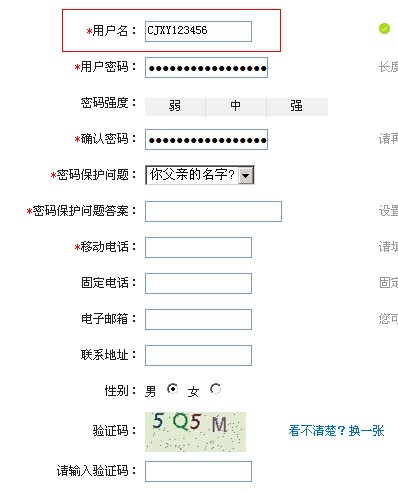 *用户名： CJXY123456
*用户密码： ●●●●●●●●●●●●●●●●● 长度
密码强度： 弱 中 强
*确认密码： ●●●●●●●●●●●●●●●●● 请再
*密码保护问题： 你父亲的名字?
*密码保护问题答案： 设置
*移动电话： 请填
固定电话： 固定
电子邮箱： 您可
联系地址：
性别： 男 女
验证码： 5Q5M 看不清楚？换一张
请输入验证码：